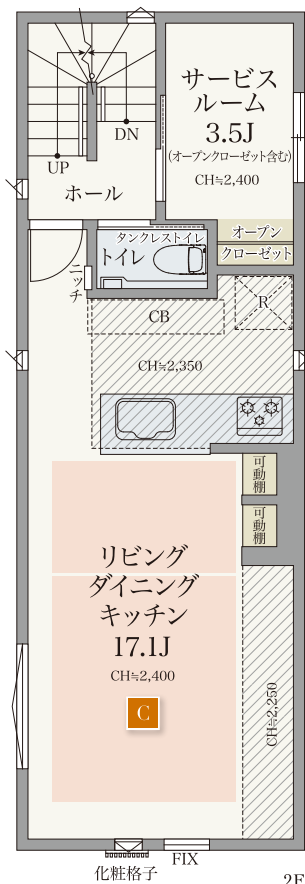 サービス
ルーム
3.5J
(オープンクローゼット含む)
CH≒2,400
DN
UP
ホール
オープン
クローゼット
タンクレストイレ
トイレ
ニッチ
R
CB
CH≒2,350
可動棚
可動棚
リビング
ダイニング
キッチン
17.1J
CH≒2,400
C
CH≒2,250
化粧格子
FIX
2F